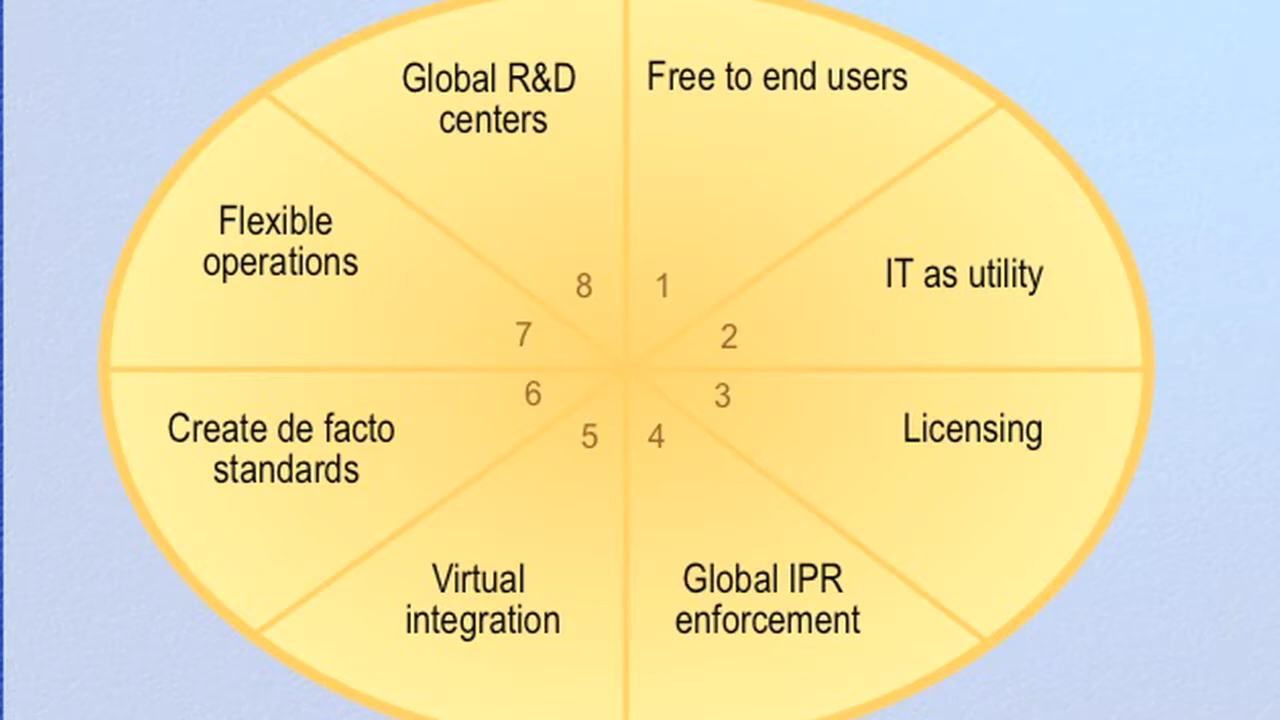 Free to end users
1
IT as utility
2
Licensing
3
Global IPR
enforcement
4
Virtual
integration
5
Create de facto
standards
6
Flexible
operations
7
Global R&D
centers
8